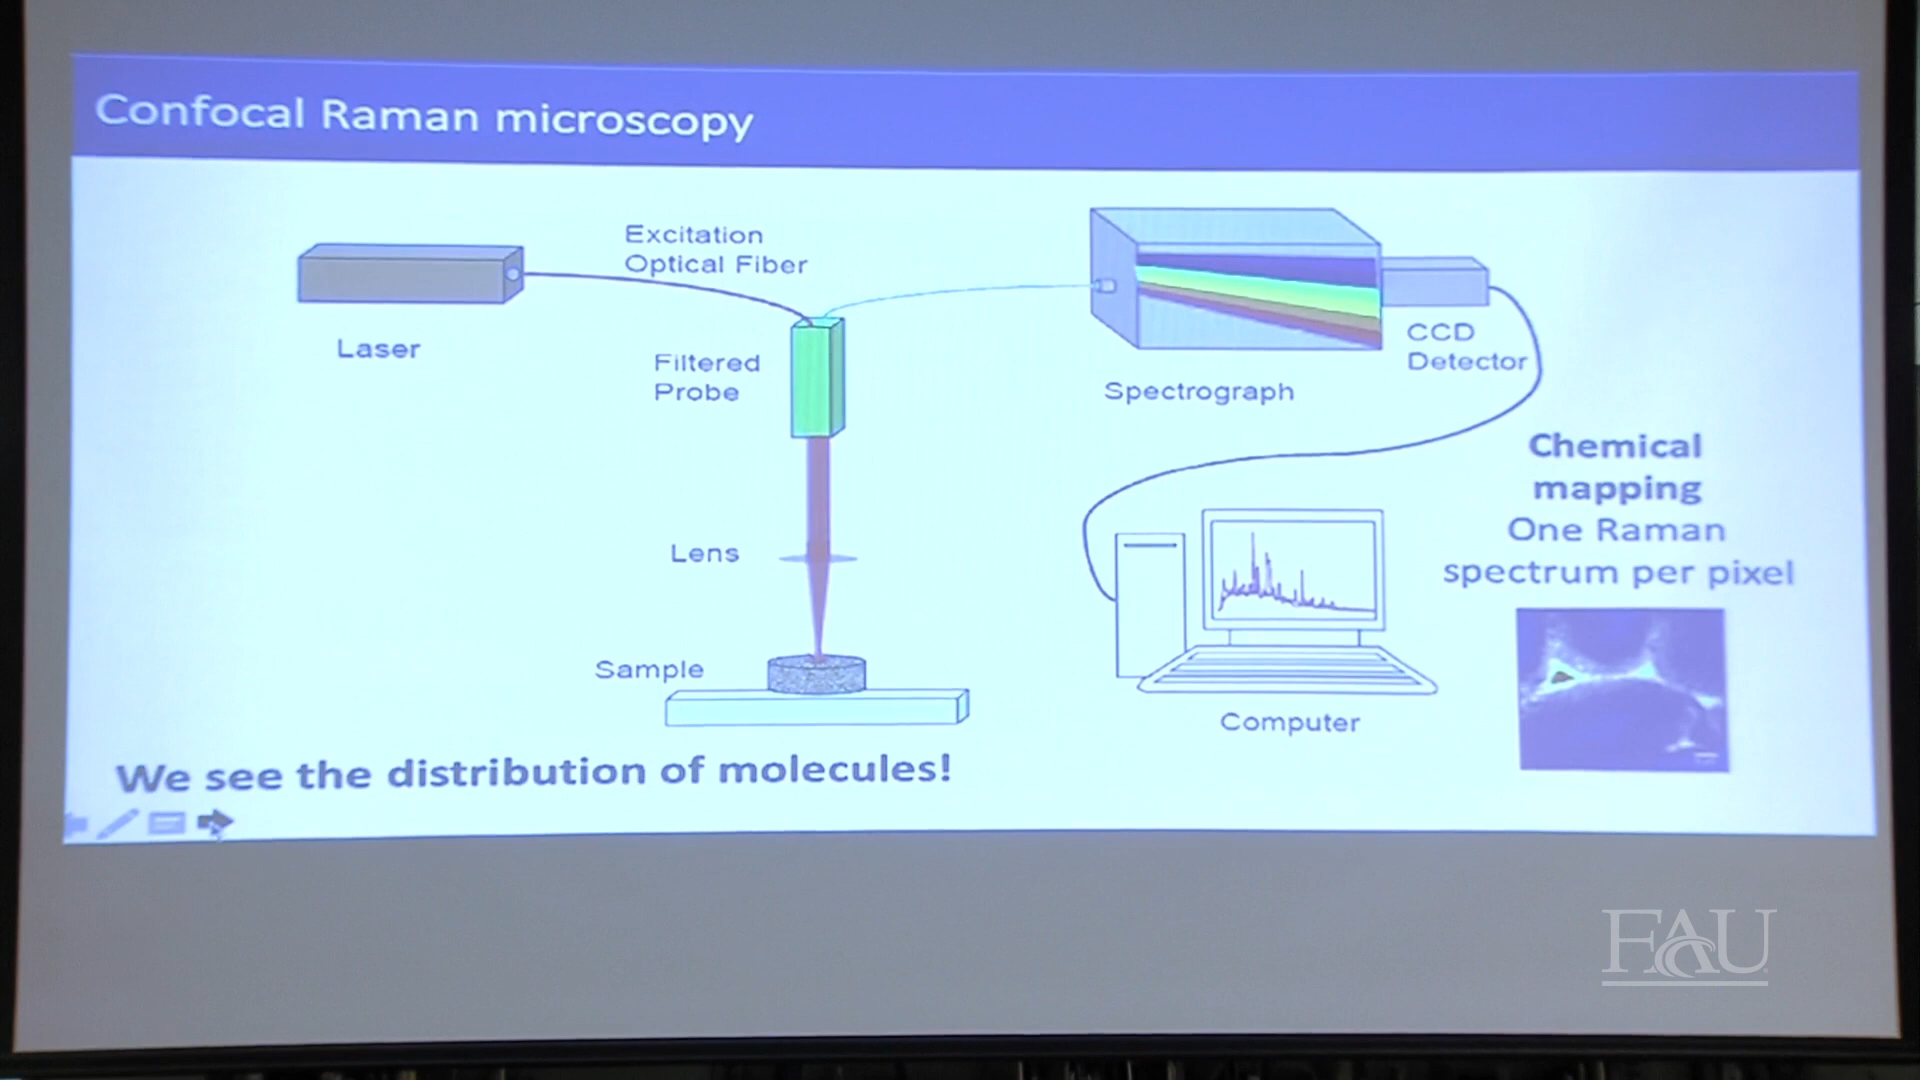 Confocal Raman microscopy
Excitation
Optical Fiber
Laser
Filtered
Probe
Lens
Sample
Spectrograph
CCD
Detector
Computer
Chemical
mapping
One Raman
spectrum per pixel
We see the distribution of molecules!
FAU